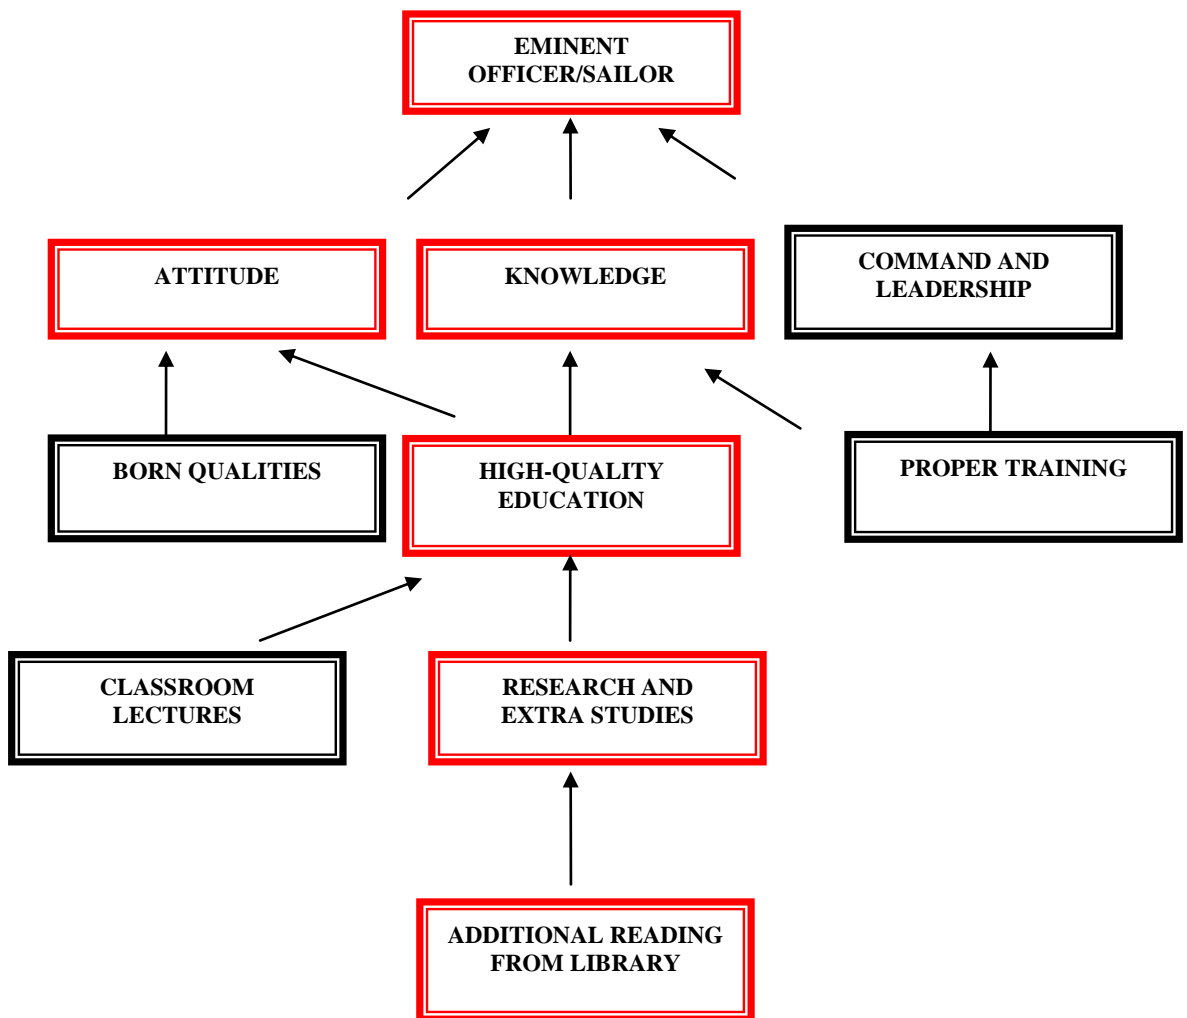 EMINENT
OFFICER/SAILOR
ATTITUDE
KNOWLEDGE
COMMAND AND
LEADERSHIP
BORN QUALITIES
HIGH-QUALITY
EDUCATION
PROPER TRAINING
CLASSROOM
LECTURES
RESEARCH AND
EXTRA STUDIES
ADDITIONAL READING
FROM LIBRARY